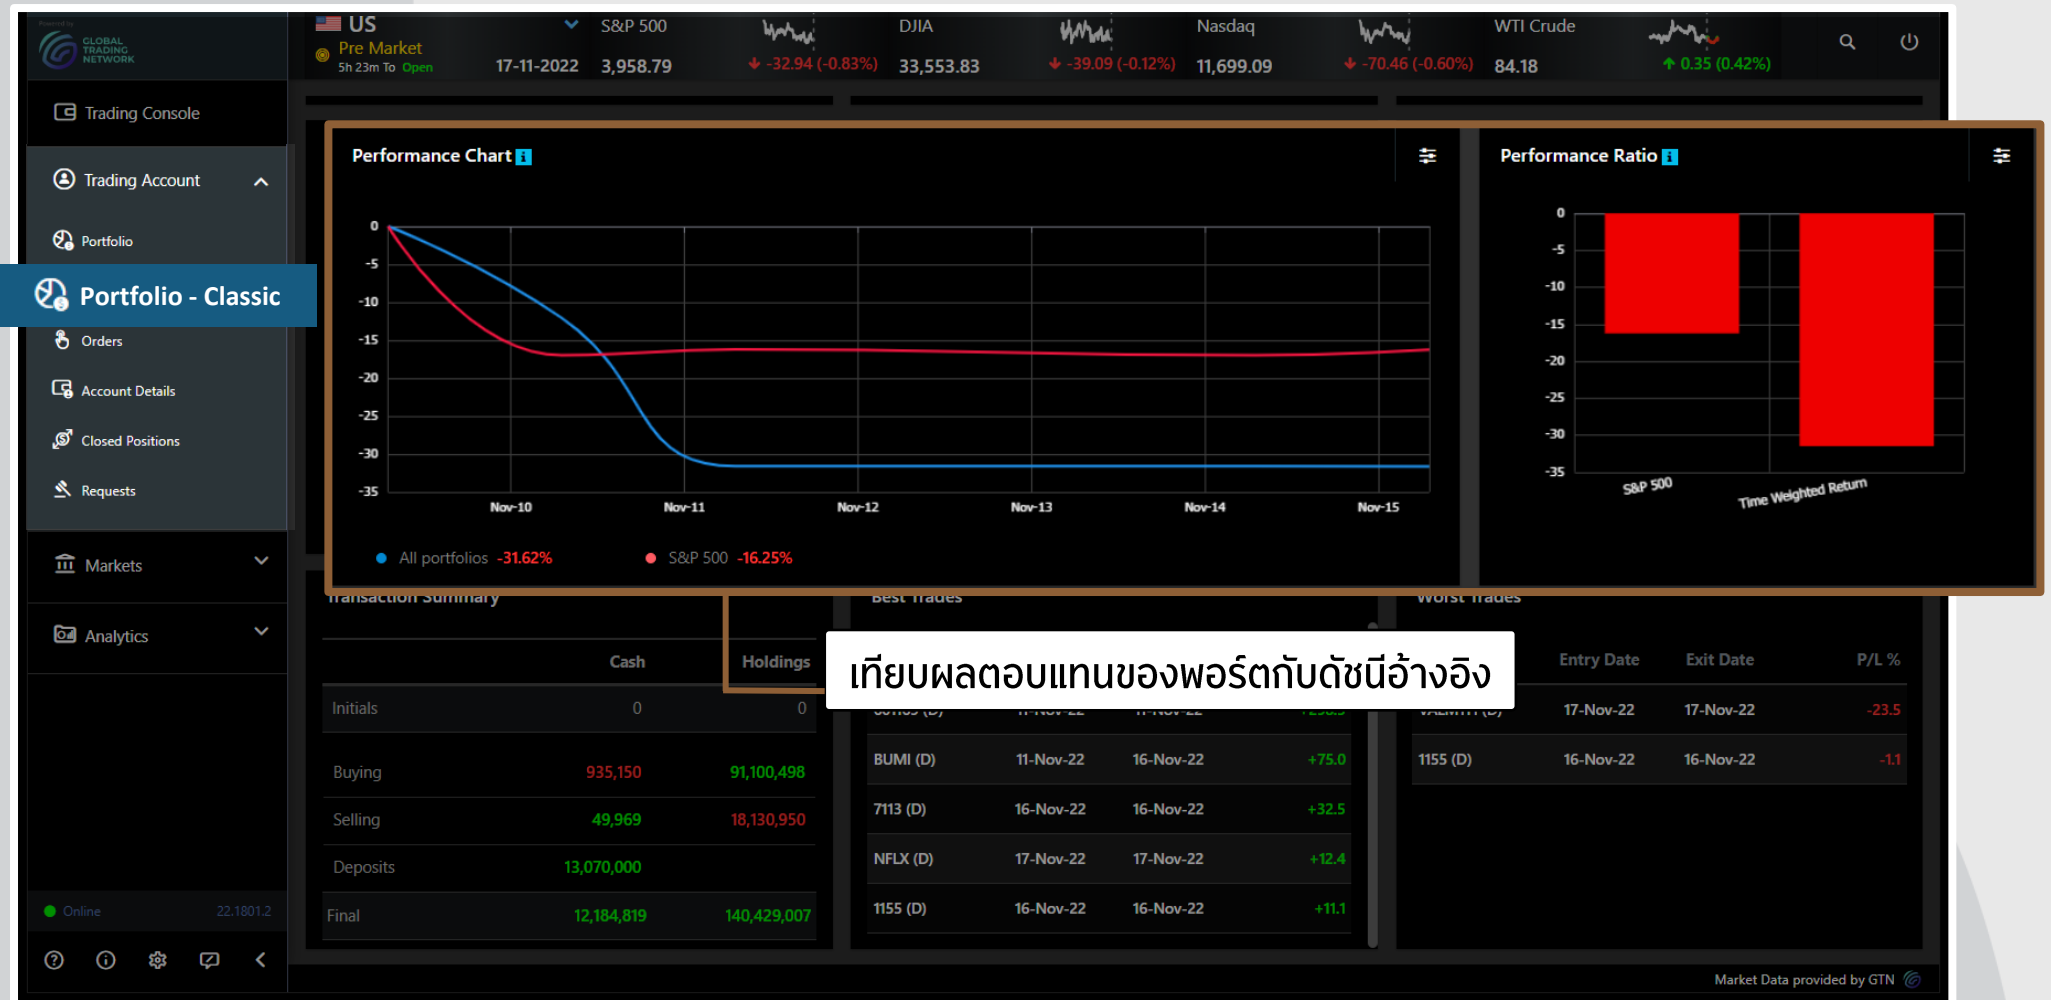 Powered by
GLOBAL
TRADING
NETWORK
US
Pre Market
5h 23m To Open
17-11-2022
S&P 500
3,958.79
-32.94 (-0.83%)
DJIA
33,553.83
-39.09 (-0.12%)
Nasdaq
11,699.09
-70.46 (-0.60%)
WTI Crude
84.18
0.35 (0.42%)
Trading Console
Trading Account
Portfolio
Portfolio - Classic
Orders
Account Details
Closed Positions
Requests
Markets
Analytics
Online 22.1801.2
Performance Chart
0
-5
-10
-15
-20
-25
-30
-35
Nov-10 Nov-11 Nov-12 Nov-13 Nov-14 Nov-15
All portfolios -31.62% S&P 500 -16.25%
Performance Ratio
0
-5
-10
-15
-20
-25
-30
-35
S&P 500 Time Weighted Return
เทียบผลตอบแทนของพอร์ตกับดัชนีอ้างอิง
Transaction Summary
Cash Holdings
Initials 0 0
Buying 935,150 91,100,498
Selling 49,969 18,130,950
Deposits 13,070,000
Final 12,184,819 140,429,007
Best Trades
BUMI (D) 11-Nov-22 16-Nov-22 +75.0
7113 (D) 16-Nov-22 16-Nov-22 +32.5
NFLX (D) 17-Nov-22 17-Nov-22 +12.4
1155 (D) 16-Nov-22 16-Nov-22 +11.1
Worst Trades
Entry Date Exit Date P/L %
17-Nov-22 17-Nov-22 -23.5
1155 (D) 16-Nov-22 16-Nov-22 -1.1
Market Data provided by GTN